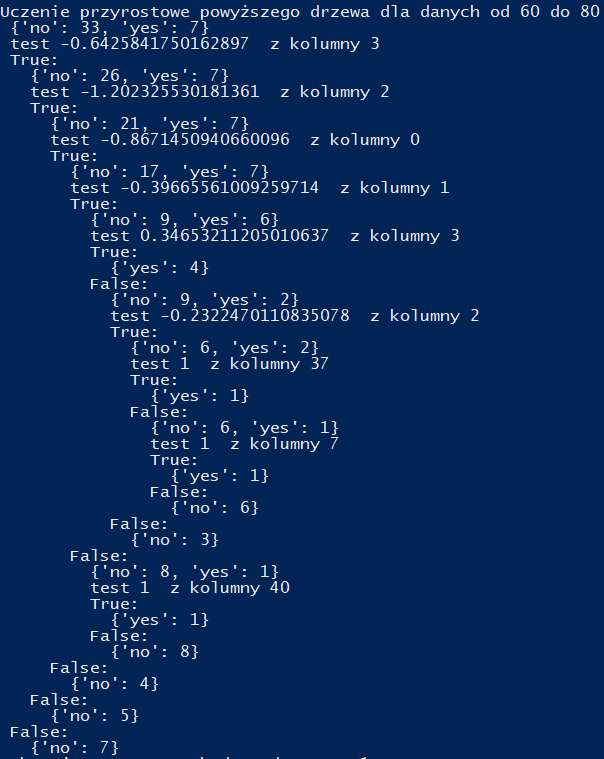 Uczenie przyrostowe powyższego drzewa dla danych od 60 do 80
{'no': 33, 'yes': 7}
test -0.6425841750162897  z kolumny 3
True:
{'no': 26, 'yes': 7}
test -1.202325530181361  z kolumny 2
True:
{'no': 21, 'yes': 7}
test -0.8671450940660096  z kolumny 0
True:
{'no': 17, 'yes': 7}
test -0.39665561009259714  z kolumny 1
True:
{'no': 9, 'yes': 6}
test 0.34653211205010637  z kolumny 3
True:
{'yes': 4}
False:
{'no': 9, 'yes': 2}
test -0.2322470110835078  z kolumny 2
True:
{'no': 6, 'yes': 2}
test 1  z kolumny 37
True:
{'yes': 1}
False:
{'no': 6, 'yes': 1}
test 1  z kolumny 7
True:
{'yes': 1}
False:
{'no': 6}
False:
{'no': 3}
False:
{'no': 8, 'yes': 1}
test 1  z kolumny 40
True:
{'yes': 1}
False:
{'no': 8}
False:
{'no': 4}
False:
{'no': 5}
False:
{'no': 7}